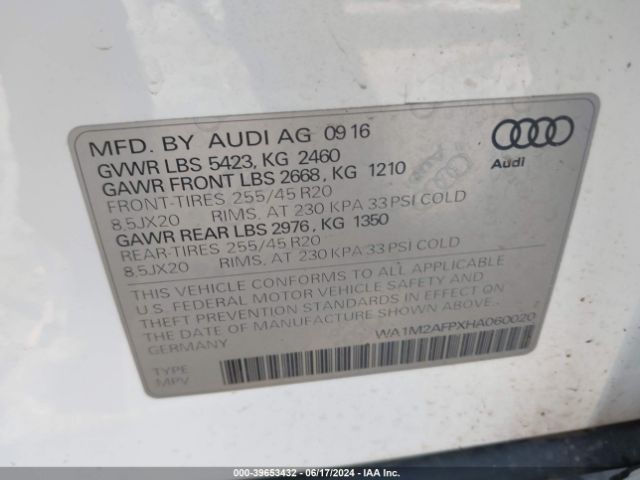 MFD. BY AUDI AG 09 16
GVWR LBS 5423, KG 2460
GAWR FRONT LBS 2668, KG 1210
FRONT-TIRES 255/45 R20
8.5JX20 RIMS, AT 230 KPA 33 PSI COLD
GAWR REAR LBS 2976, KG 1350
REAR-TIRES 255/45 R20
8.5JX20 RIMS, AT 230 KPA 33 PSI COLD
Audi
THIS VEHICLE CONFORMS TO ALL APPLICABLE
U.S. FEDERAL MOTOR VEHICLE SAFETY AND
THEFT PREVENTION STANDARDS IN EFFECT ON
THE DATE OF MANUFACTURE SHOWN ABOVE.
GERMANY
WA1M2AFPXHA060020
TYPE
MPV
000-39653432 - 06/17/2024 - IAA Inc.